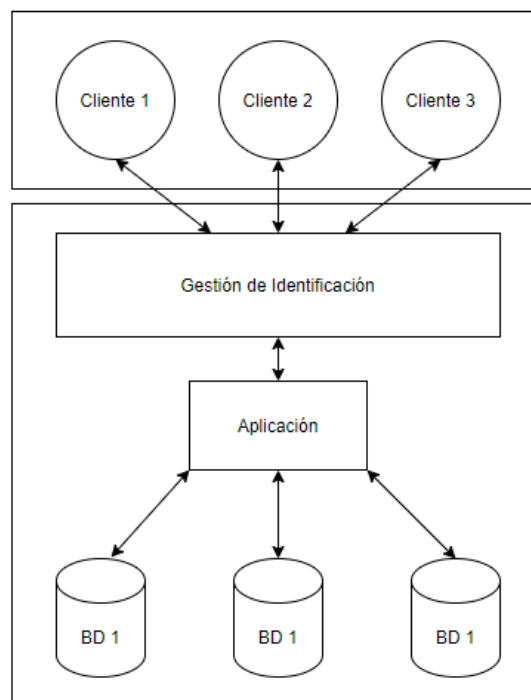 Cliente 1
Cliente 2
Cliente 3
Gestión de Identificación
Aplicación
BD 1
BD 1
BD 1